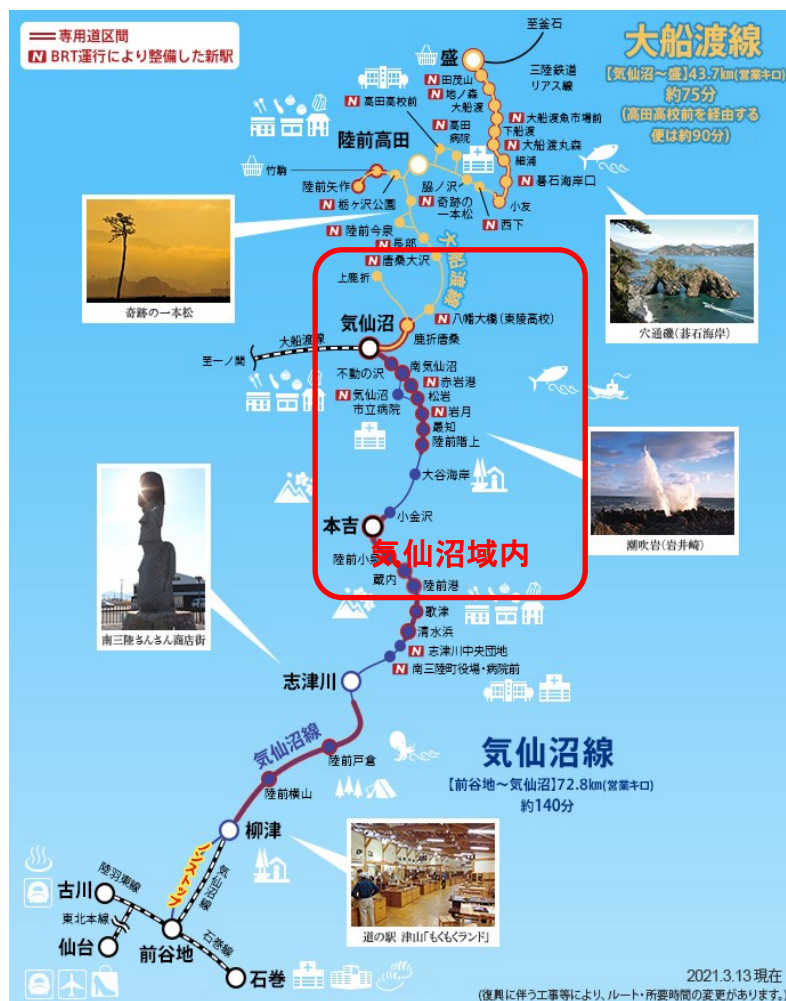 専用道区間
N BRT運行により整備した新駅
大船渡線
【気仙沼~盛】43.7km(営業キロ)
約75分
(高田高校前を経由する
便は約90分)
至釜石
盛
三陸鉄道
リアス線
N 田茂山
N 地ノ森
大船渡
N 大船渡魚市場前
下船渡
N 大船渡丸森
細浦
N 碁石海岸口
小友
N 西下
脇ノ沢
N 高田高校前
N 高田
病院
陸前高田
N 奇跡の
一本松
竹駒
陸前矢作
N 栃ヶ沢公園
N 陸前今泉
N 長部
N 唐桑大沢
大船渡線
上鹿折
N 八幡大橋(東陵高校)
鹿折唐桑
気仙沼
大船渡線
至一ノ関
奇跡の一本松
穴通磯(碁石海岸)
不動の沢
南気仙沼
N 赤岩港
N 気仙沼
市立病院
松岩
N 岩月
最知
陸前階上
大谷海岸
小金沢
本吉
気仙沼域内
陸前小泉
蔵内
陸前港
歌津
清水浜
N 志津川中央団地
N 南三陸町役場・病院前
潮吹岩(岩井崎)
南三陸さんさん商店街
志津川
気仙沼線
【前谷地~気仙沼】72.8km(営業キロ)
約140分
気仙沼線
陸前戸倉
陸前横山
柳津
ノンストップ
気仙沼線
古川
陸羽東線
東北本線
仙台
前谷地
石巻線
石巻
道の駅 津山「もくもくランド」
2021.3.13 現在
(復興に伴う工事等により、ルート・所要時間の変更があります。)